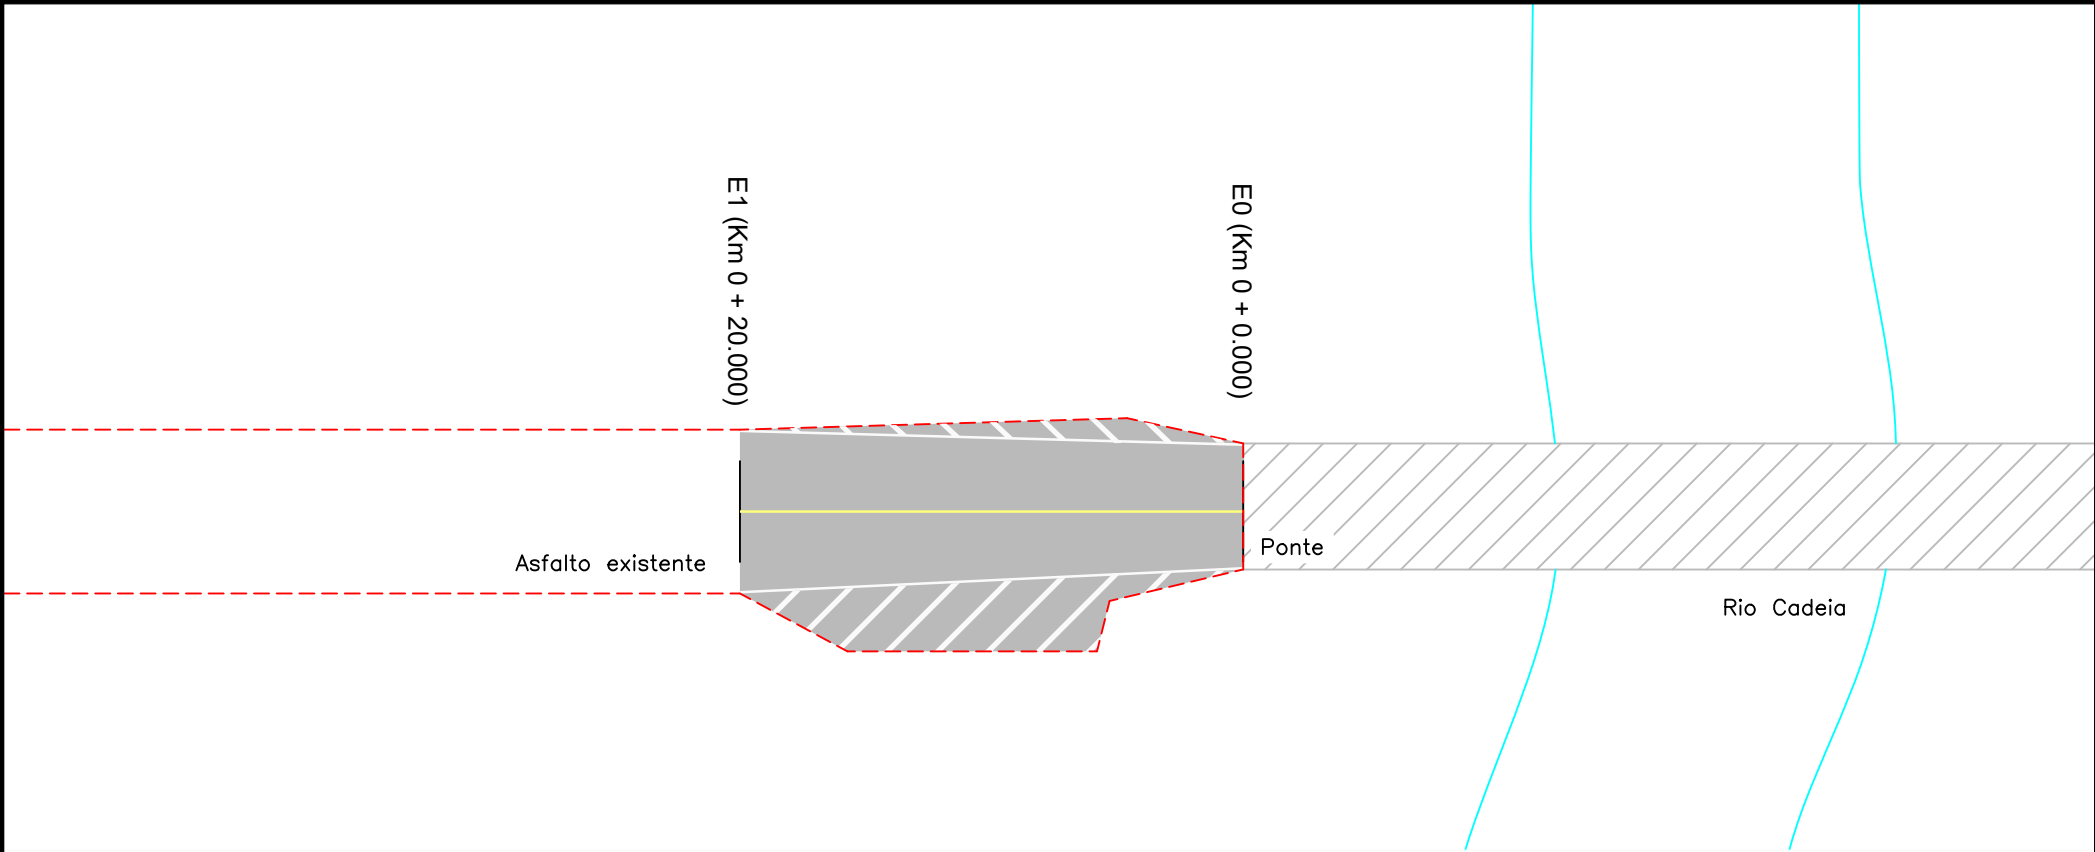 E1 (Km 0 + 20.000)
E0 (Km 0 + 0.000)
Asfalto existente
Ponte
Rio Cadeia